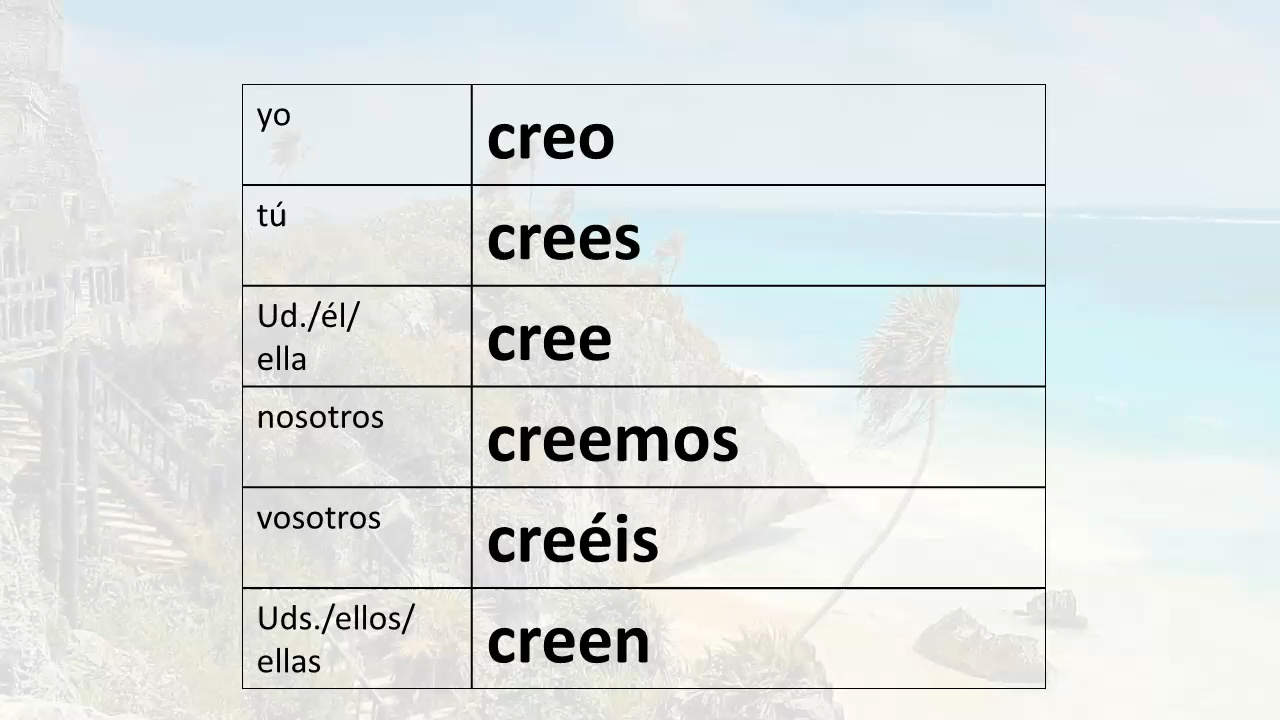 yo
creo
tú
crees
Ud./él/
ella
cree
nosotros
creemos
vosotros
creéis
Uds./ellos/
ellas
creen